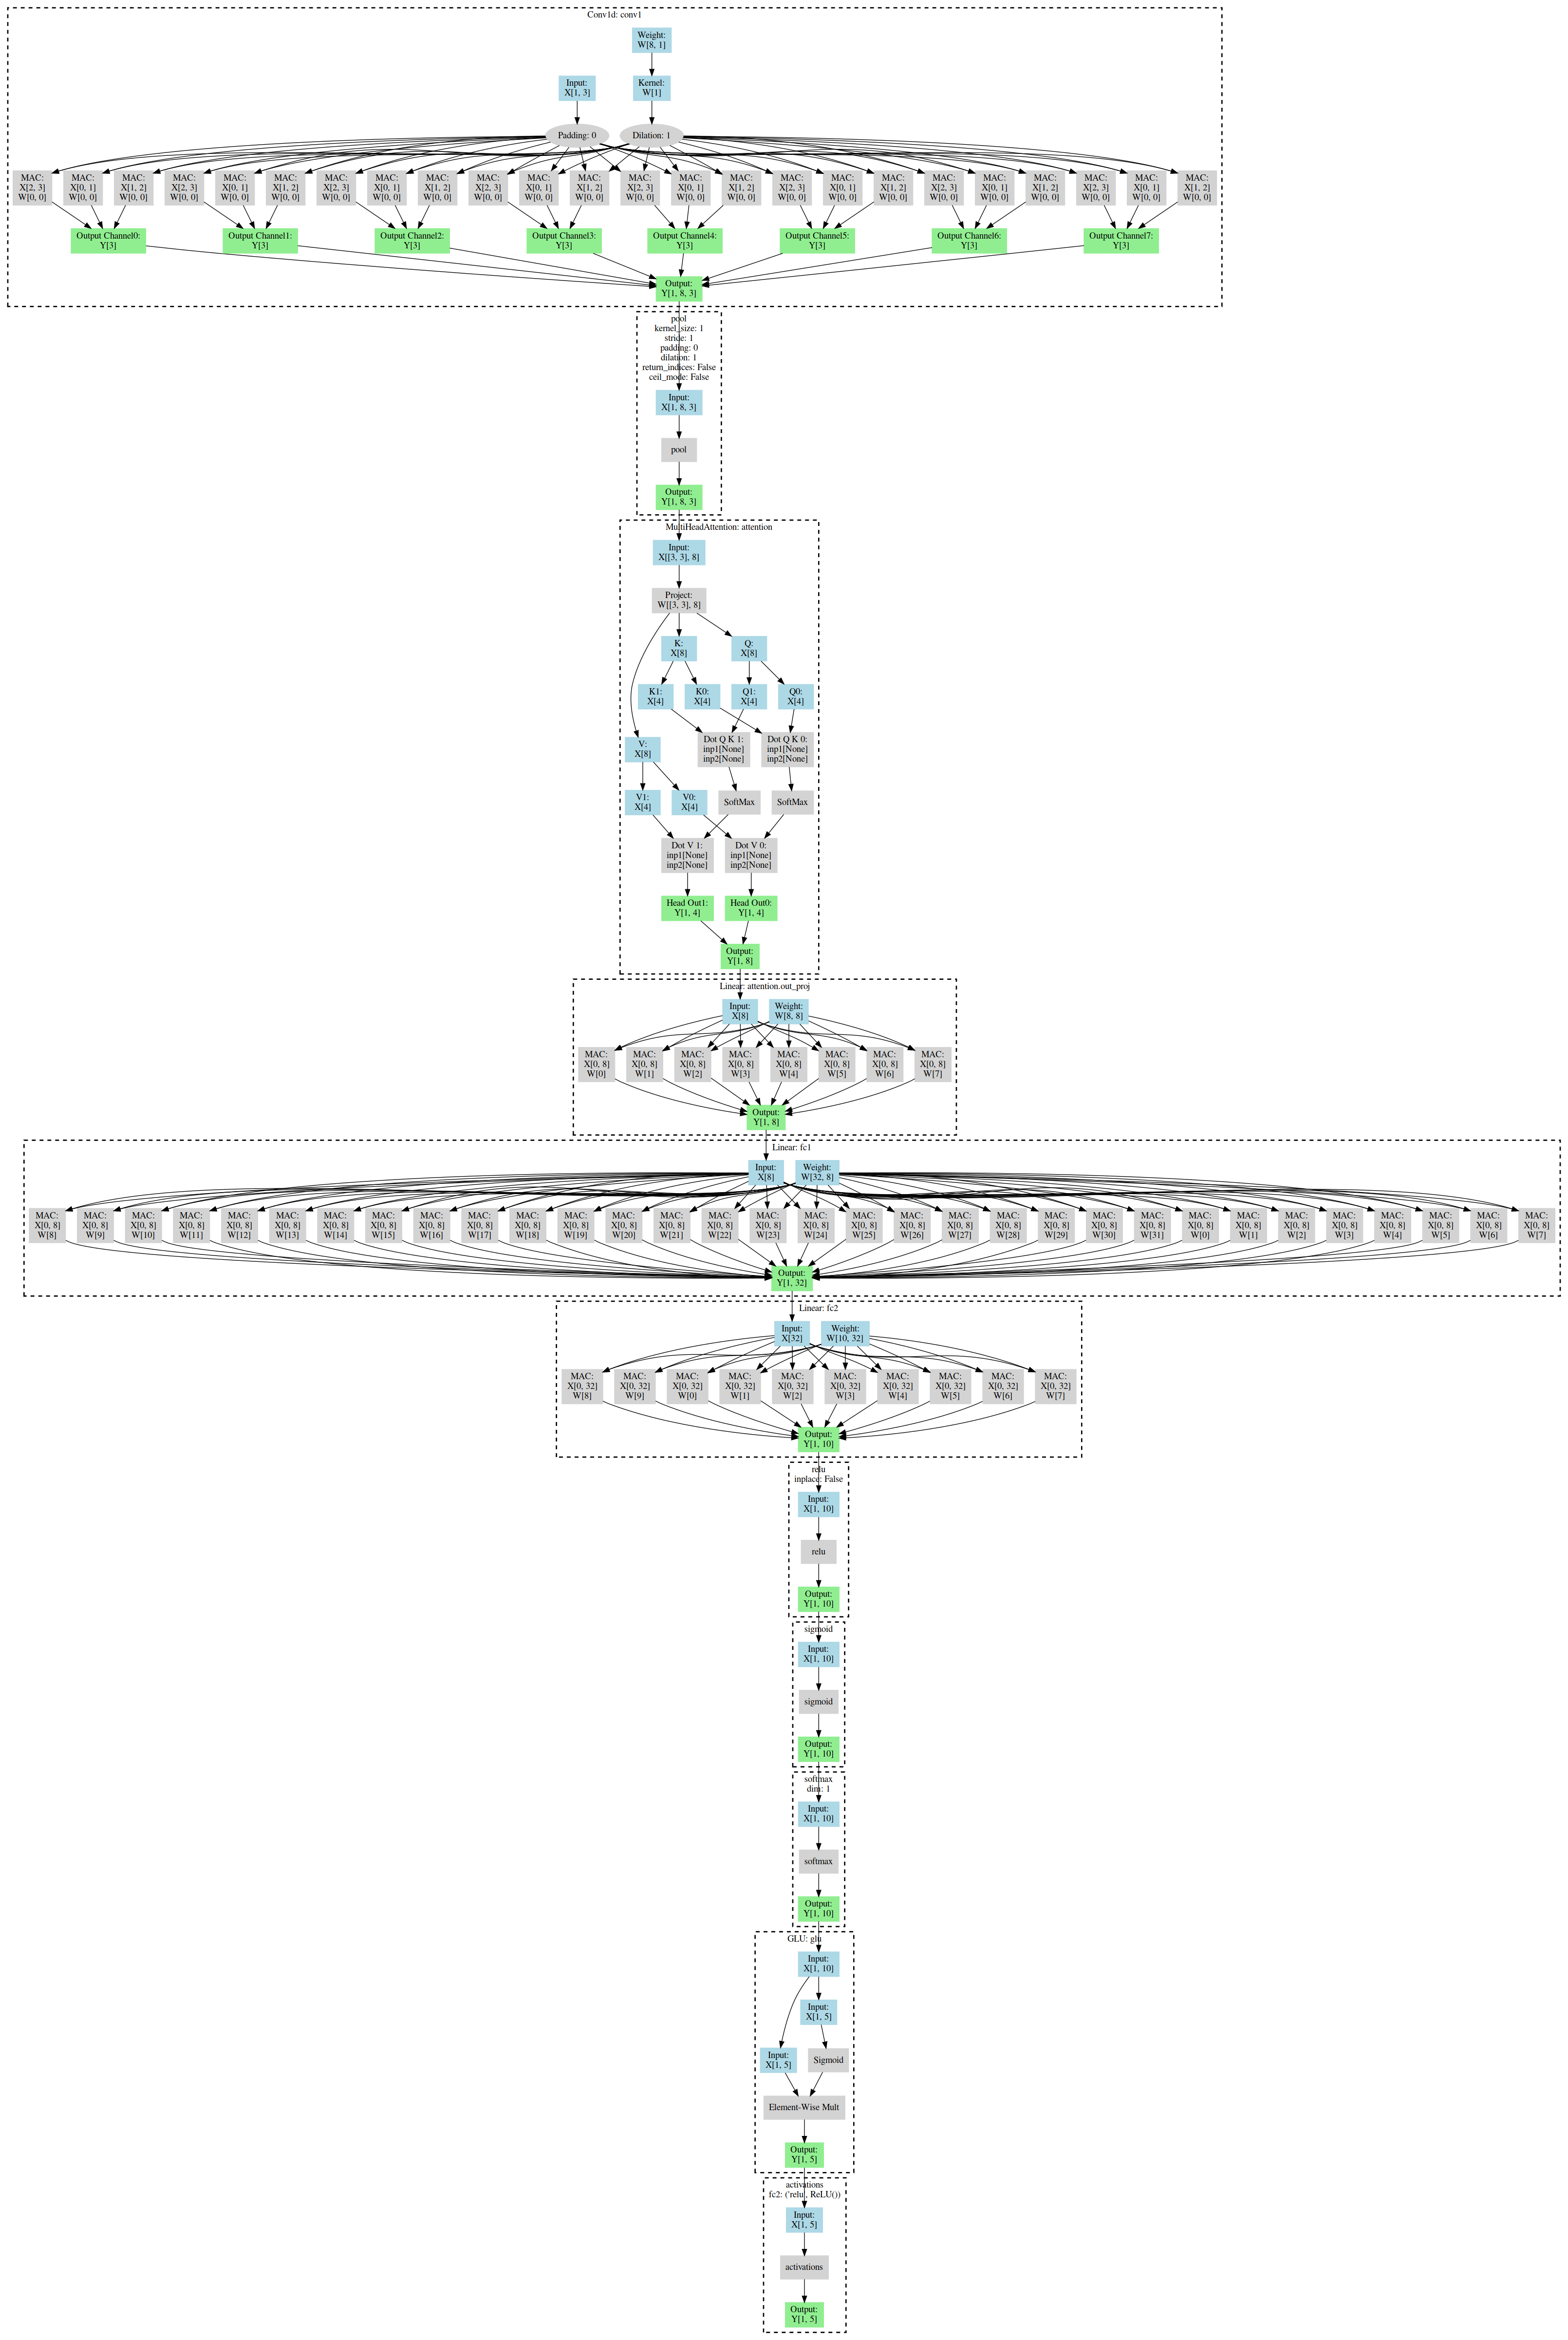 Conv1d: conv1
Weight:
W[8, 1]
Input:
X[1, 3]
Kernel:
W[1]
Padding: 0
Dilation: 1
MAC:
X[2, 3]
W[0, 0]
MAC:
X[0, 1]
W[0, 0]
MAC:
X[1, 2]
W[0, 0]
MAC:
X[2, 3]
W[0, 0]
MAC:
X[0, 1]
W[0, 0]
MAC:
X[1, 2]
W[0, 0]
MAC:
X[2, 3]
W[0, 0]
MAC:
X[0, 1]
W[0, 0]
MAC:
X[1, 2]
W[0, 0]
MAC:
X[2, 3]
W[0, 0]
MAC:
X[0, 1]
W[0, 0]
MAC:
X[1, 2]
W[0, 0]
MAC:
X[2, 3]
W[0, 0]
MAC:
X[0, 1]
W[0, 0]
MAC:
X[1, 2]
W[0, 0]
MAC:
X[2, 3]
W[0, 0]
MAC:
X[0, 1]
W[0, 0]
MAC:
X[1, 2]
W[0, 0]
MAC:
X[2, 3]
W[0, 0]
MAC:
X[0, 1]
W[0, 0]
MAC:
X[1, 2]
W[0, 0]
MAC:
X[2, 3]
W[0, 0]
MAC:
X[0, 1]
W[0, 0]
MAC:
X[1, 2]
W[0, 0]
Output Channel0:
Y[3]
Output Channel1:
Y[3]
Output Channel2:
Y[3]
Output Channel3:
Y[3]
Output Channel4:
Y[3]
Output Channel5:
Y[3]
Output Channel6:
Y[3]
Output Channel7:
Y[3]
Output:
Y[1, 8, 3]
pool
kernel_size: 1
stride: 1
padding: 0
dilation: 1
return_indices: False
ceil_mode: False
Input:
X[1, 8, 3]
pool
Output:
Y[1, 8, 3]
MultiHeadAttention: attention
Input:
X[[3, 3], 8]
Project:
W[[3, 3], 8]
K:
X[8]
Q:
X[8]
K1:
X[4]
K0:
X[4]
Q1:
X[4]
Q0:
X[4]
V:
X[8]
Dot Q K 1:
inp1[None]
inp2[None]
Dot Q K 0:
inp1[None]
inp2[None]
V1:
X[4]
V0:
X[4]
SoftMax
SoftMax
Dot V 1:
inp1[None]
inp2[None]
Dot V 0:
inp1[None]
inp2[None]
Head Out1:
Y[1, 4]
Head Out0:
Y[1, 4]
Output:
Y[1, 8]
Linear: attention.out_proj
Input:
X[8]
Weight:
W[8, 8]
MAC:
X[0, 8]
W[0]
MAC:
X[0, 8]
W[1]
MAC:
X[0, 8]
W[2]
MAC:
X[0, 8]
W[3]
MAC:
X[0, 8]
W[4]
MAC:
X[0, 8]
W[5]
MAC:
X[0, 8]
W[6]
MAC:
X[0, 8]
W[7]
Output:
Y[1, 8]
Linear: fc1
Input:
X[8]
Weight:
W[32, 8]
MAC:
X[0, 8]
W[8]
MAC:
X[0, 8]
W[9]
MAC:
X[0, 8]
W[10]
MAC:
X[0, 8]
W[11]
MAC:
X[0, 8]
W[12]
MAC:
X[0, 8]
W[13]
MAC:
X[0, 8]
W[14]
MAC:
X[0, 8]
W[15]
MAC:
X[0, 8]
W[16]
MAC:
X[0, 8]
W[17]
MAC:
X[0, 8]
W[18]
MAC:
X[0, 8]
W[19]
MAC:
X[0, 8]
W[20]
MAC:
X[0, 8]
W[21]
MAC:
X[0, 8]
W[22]
MAC:
X[0, 8]
W[23]
MAC:
X[0, 8]
W[24]
MAC:
X[0, 8]
W[25]
MAC:
X[0, 8]
W[26]
MAC:
X[0, 8]
W[27]
MAC:
X[0, 8]
W[28]
MAC:
X[0, 8]
W[29]
MAC:
X[0, 8]
W[30]
MAC:
X[0, 8]
W[31]
MAC:
X[0, 8]
W[0]
MAC:
X[0, 8]
W[1]
MAC:
X[0, 8]
W[2]
MAC:
X[0, 8]
W[3]
MAC:
X[0, 8]
W[4]
MAC:
X[0, 8]
W[5]
MAC:
X[0, 8]
W[6]
MAC:
X[0, 8]
W[7]
Output:
Y[1, 32]
Linear: fc2
Input:
X[32]
Weight:
W[10, 32]
MAC:
X[0, 32]
W[8]
MAC:
X[0, 32]
W[9]
MAC:
X[0, 32]
W[0]
MAC:
X[0, 32]
W[1]
MAC:
X[0, 32]
W[2]
MAC:
X[0, 32]
W[3]
MAC:
X[0, 32]
W[4]
MAC:
X[0, 32]
W[5]
MAC:
X[0, 32]
W[6]
MAC:
X[0, 32]
W[7]
Output:
Y[1, 10]
relu
inplace: False
Input:
X[1, 10]
relu
Output:
Y[1, 10]
sigmoid
Input:
X[1, 10]
sigmoid
Output:
Y[1, 10]
softmax
dim: 1
Input:
X[1, 10]
softmax
Output:
Y[1, 10]
GLU: glu
Input:
X[1, 10]
Input:
X[1, 5]
Input:
X[1, 5]
Sigmoid
Element-Wise Mult
Output:
Y[1, 5]
activations
fc2: ('relu', ReLU())
Input:
X[1, 5]
activations
Output:
Y[1, 5]